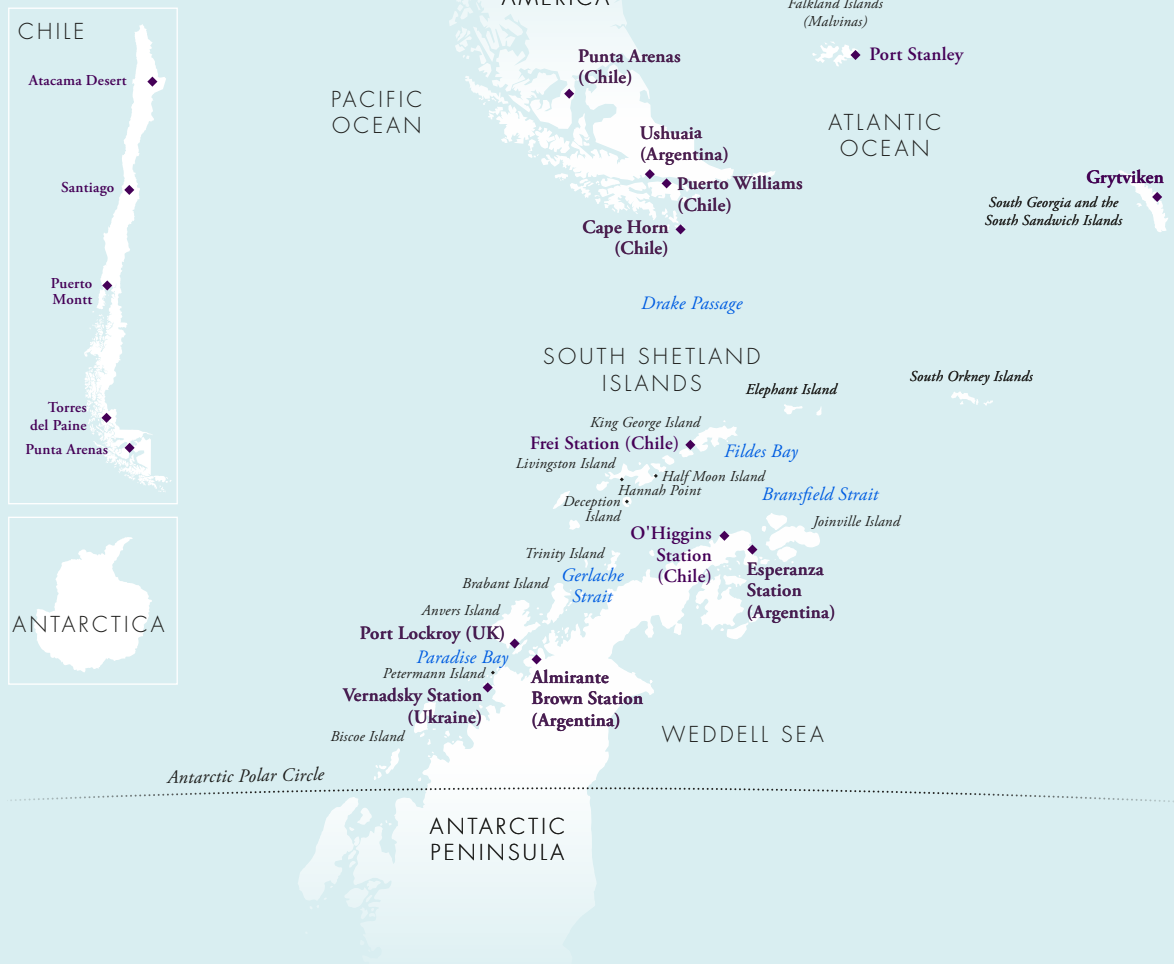 AMERICA
Falkland Islands
(Malvinas)
CHILE
Port Stanley
Punta Arenas
(Chile)
Atacama Desert
PACIFIC
OCEAN
ATLANTIC
OCEAN
Ushuaia
(Argentina)
Grytviken
Puerto Williams
(Chile)
Santiago
South Georgia and the
South Sandwich Islands
Cape Horn
(Chile)
Puerto
Montt
Drake Passage
SOUTH SHETLAND
ISLANDS
South Orkney Islands
Elephant Island
Torres
del Paine
King George Island
Frei Station (Chile)
Punta Arenas
Fildes Bay
Livingston Island
Half Moon Island
Hannah Point
Bransfield Strait
Deception
Island
Joinville Island
O'Higgins
Station
(Chile)
Trinity Island
Esperanza
Station
(Argentina)
Gerlache
Strait
Brabant Island
Anvers Island
ANTARCTICA
Port Lockroy (UK)
Paradise Bay
Petermann Island
Almirante
Brown Station
(Argentina)
Vernadsky Station
(Ukraine)
Biscoe Island
WEDDELL SEA
Antarctic Polar Circle
ANTARCTIC
PENINSULA